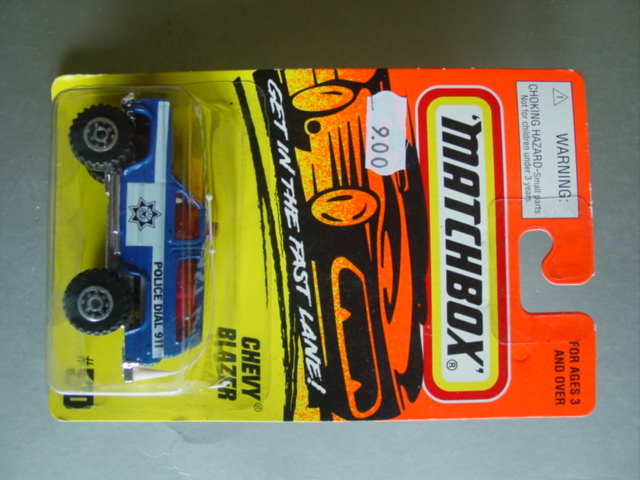 WARNING:
CHOKING HAZARD-Small parts.
Not for children under 3 years.
FOR AGES 3
AND OVER
'MATCHBOX'®
9.00
GET IN THE FAST LANE!
CHEVY®
BLAZER
POLICE DIAL 911